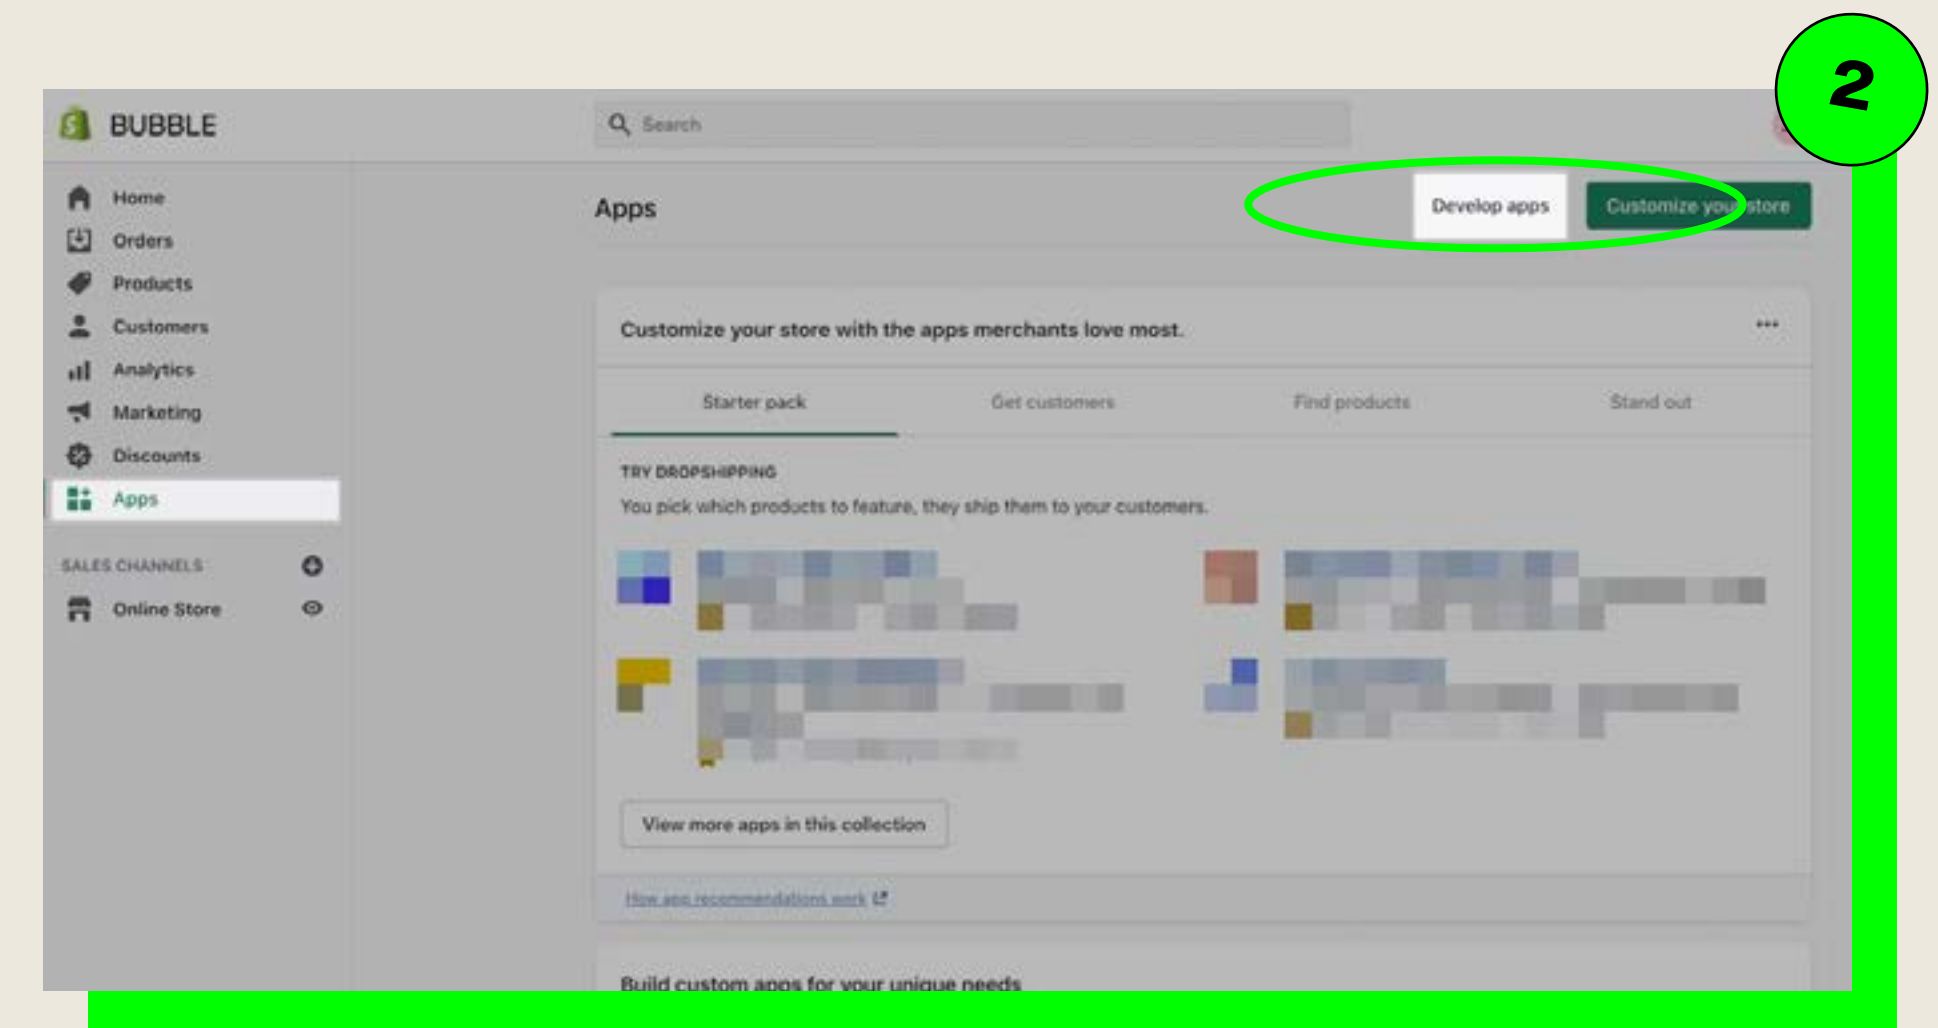 2
BUBBLE
Search
Home
Orders
Products
Customers
Analytics
Marketing
Discounts
Apps
SALES CHANNELS
Online Store
Apps
Develop apps
Customize your store
Customize your store with the apps merchants love most.
Starter pack
Get customers
Find products
Stand out
TRY DROPSHIPPING
You pick which products to feature, they ship them to your customers.
View more apps in this collection
How app recommendations work
Build custom apps for your unique needs